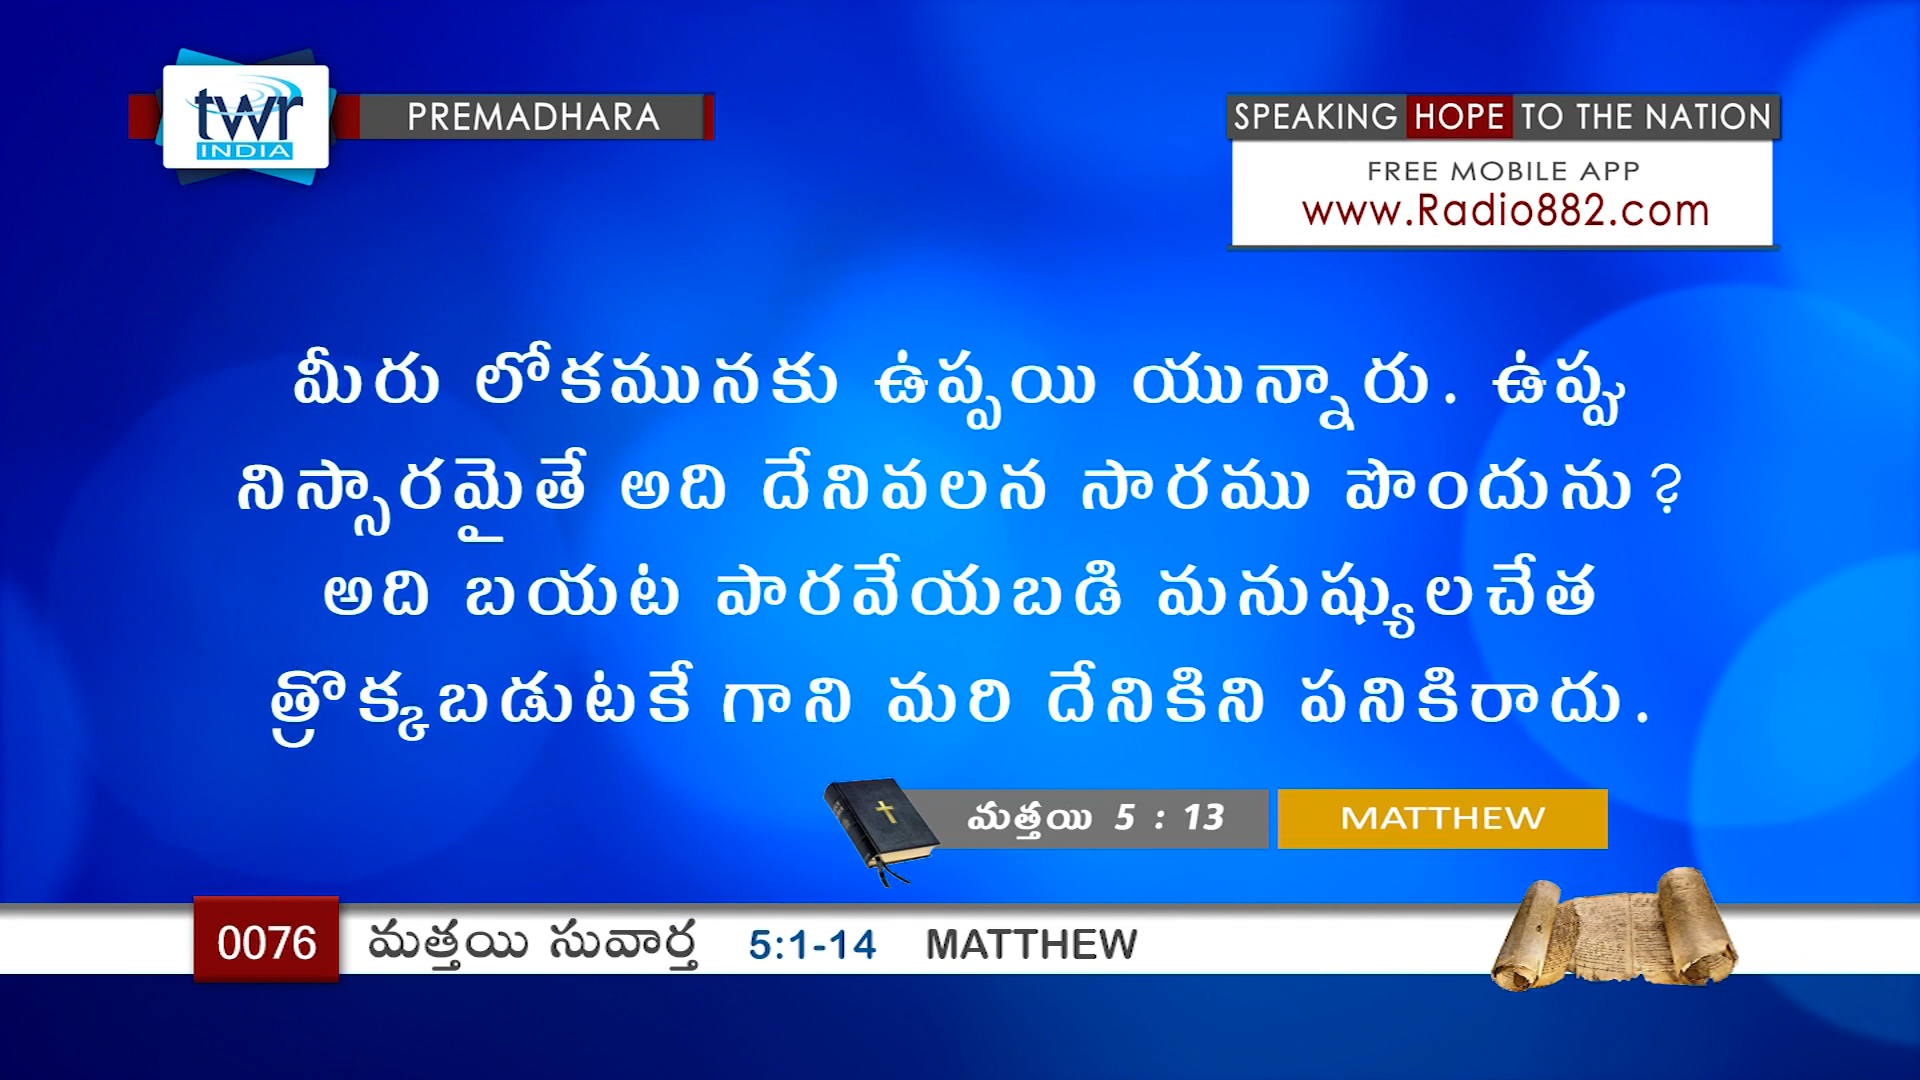 twr
INDIA
PREMADHARA
SPEAKING HOPE TO THE NATION
FREE MOBILE APP
www.Radio882.com
మీరు లోకమునకు ఉప్పయి యున్నారు. ఉప్పు
నిస్సారమైతే అది దేనివలన సారము పొందును?
అది బయట పారవేయబడి మనుష్యులచేత
త్రొక్కబడుటకే గాని మరి దేనికిని పనికిరాదు.
మత్తయి 5 : 13
MATTHEW
0076 మత్తయి సువార్త 5:1-14 MATTHEW